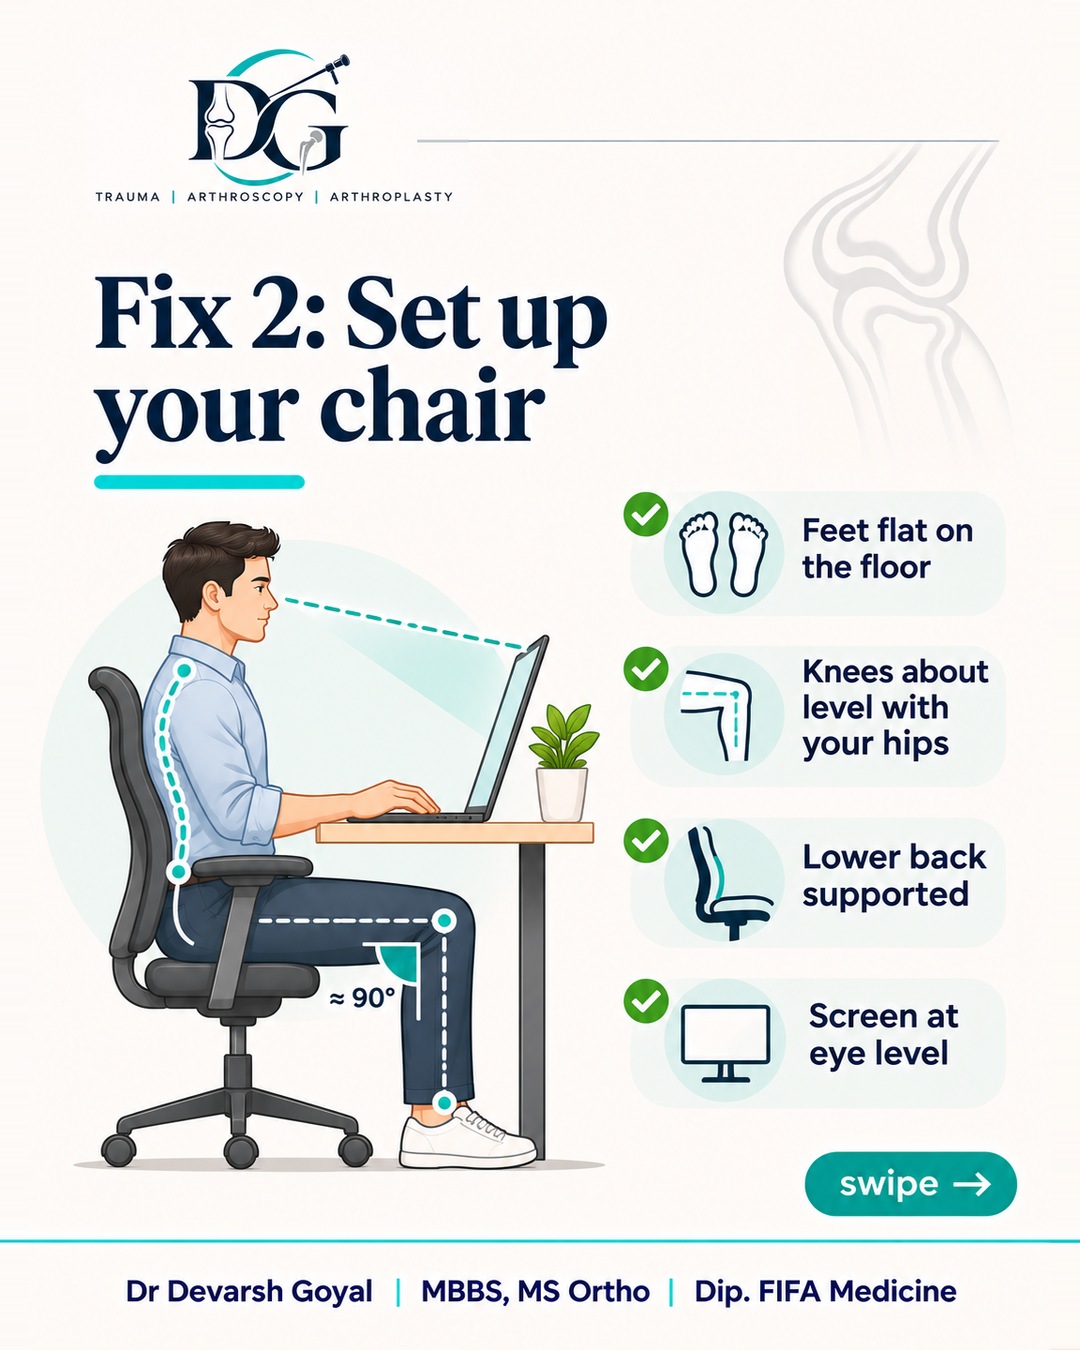 DG
TRAUMA | ARTHROSCOPY | ARTHROPLASTY
Fix 2: Set up
your chair
Feet flat on
the floor
Knees about
level with
your hips
Lower back
supported
≈ 90°
Screen at
eye level
swipe →
Dr Devarsh Goyal | MBBS, MS Ortho | Dip. FIFA Medicine